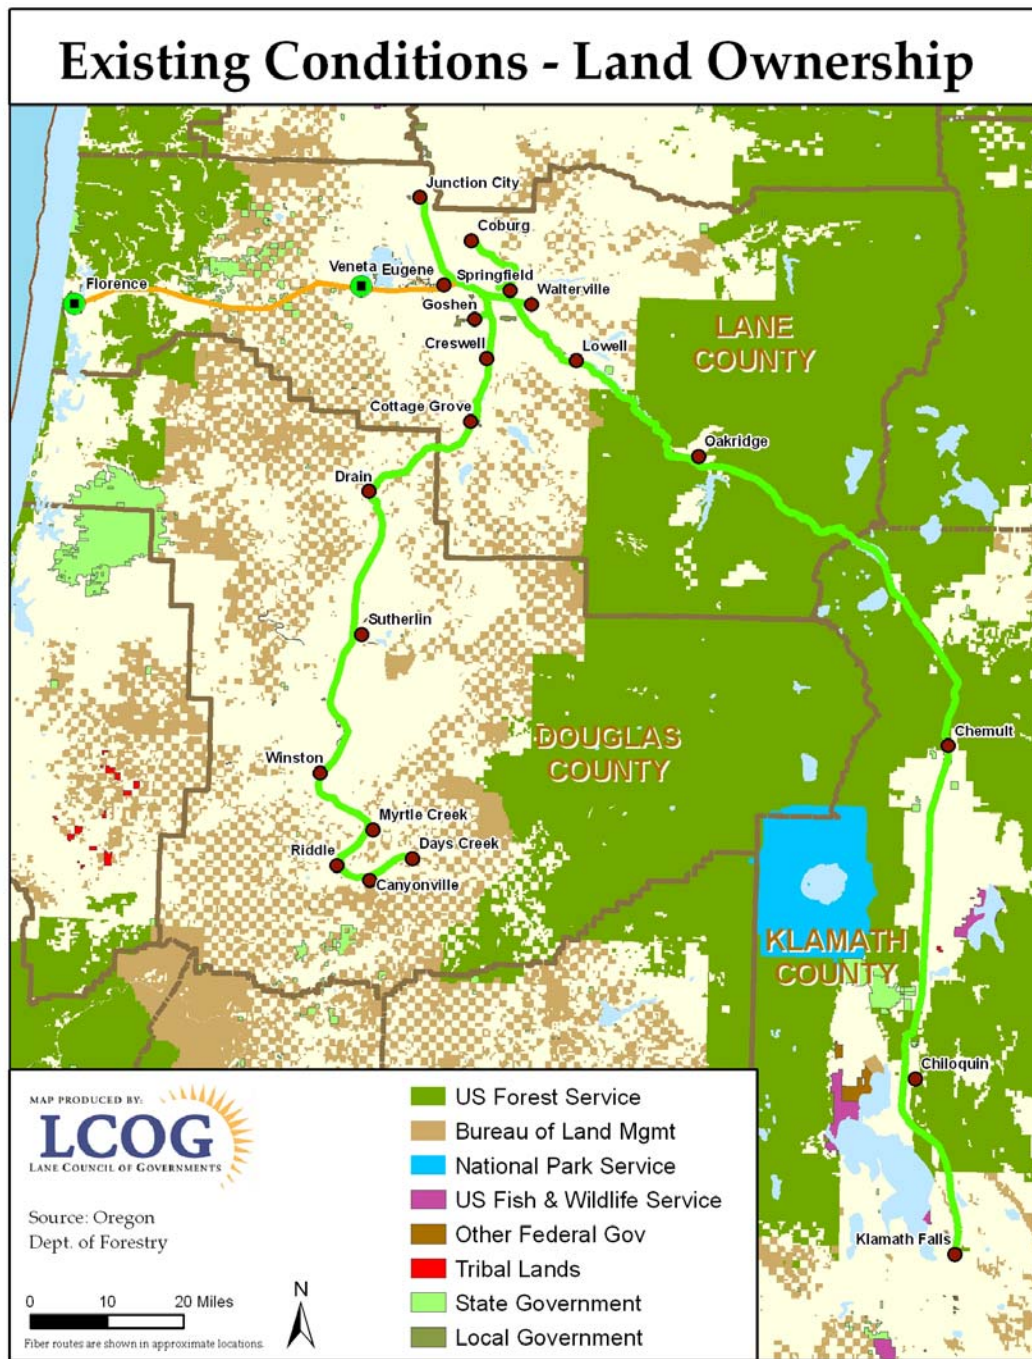 Existing Conditions - Land Ownership
Junction City
Coburg
Veneta
Eugene
Springfield
Florence
Walterville
Goshen
LANE
COUNTY
Creswell
Lowell
Cottage Grove
Oakridge
Drain
Sutherlin
DOUGLAS
COUNTY
Chemult
Winston
Myrtle Creek
Days Creek
Riddle
Canyonville
KLAMATH
COUNTY
Chiloquin
Klamath Falls
MAP PRODUCED BY:
LCOG
LANE COUNCIL OF GOVERNMENTS
Source: Oregon
Dept. of Forestry
0 10 20 Miles
N
Fiber routes are shown in approximate locations.
US Forest Service
Bureau of Land Mgmt
National Park Service
US Fish & Wildlife Service
Other Federal Gov
Tribal Lands
State Government
Local Government